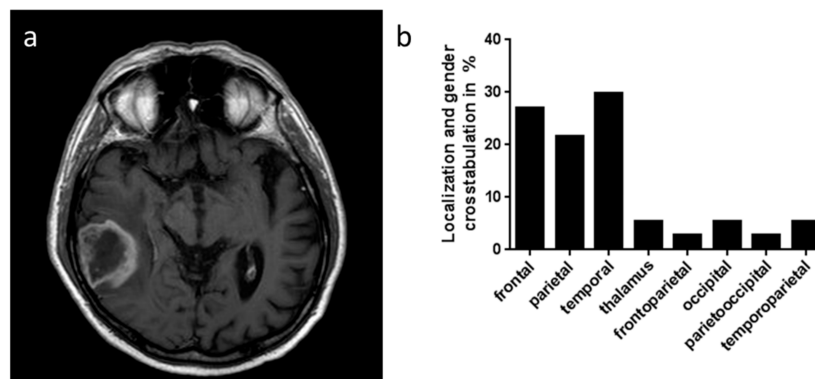 a
b
Localization and gender
crosstabulation in %
40
30
20
10
0
frontal
parietal
temporal
thalamus
frontoparietal
occipital
parietooccipital
temporoparietal